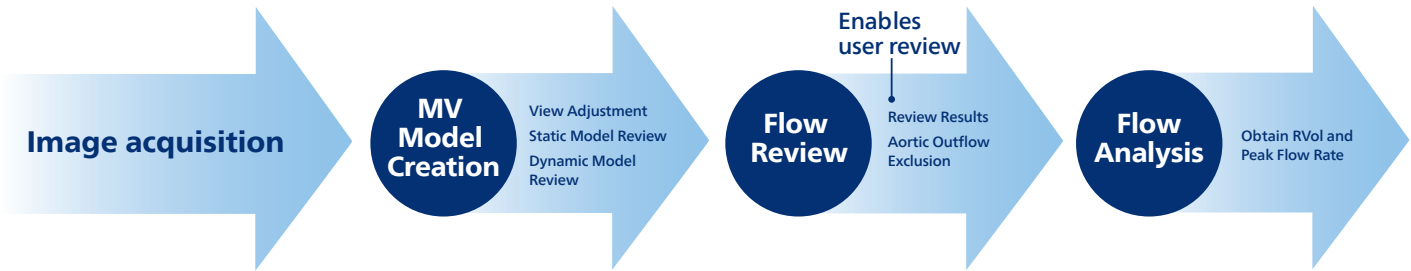 Image acquisition
MV
Model
Creation
View Adjustment
Static Model Review
Dynamic Model
Review
Flow
Review
Enables
user review
Review Results
Aortic Outflow
Exclusion
Flow
Analysis
Obtain RVol and
Peak Flow Rate